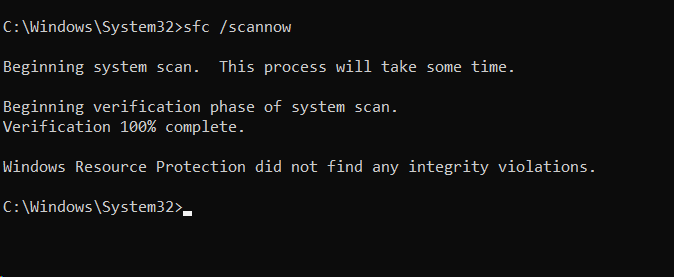 C:\Windows\System32>sfc /scannow
Beginning system scan.  This process will take some time.
Beginning verification phase of system scan.
Verification 100% complete.
Windows Resource Protection did not find any integrity violations.
C:\Windows\System32>